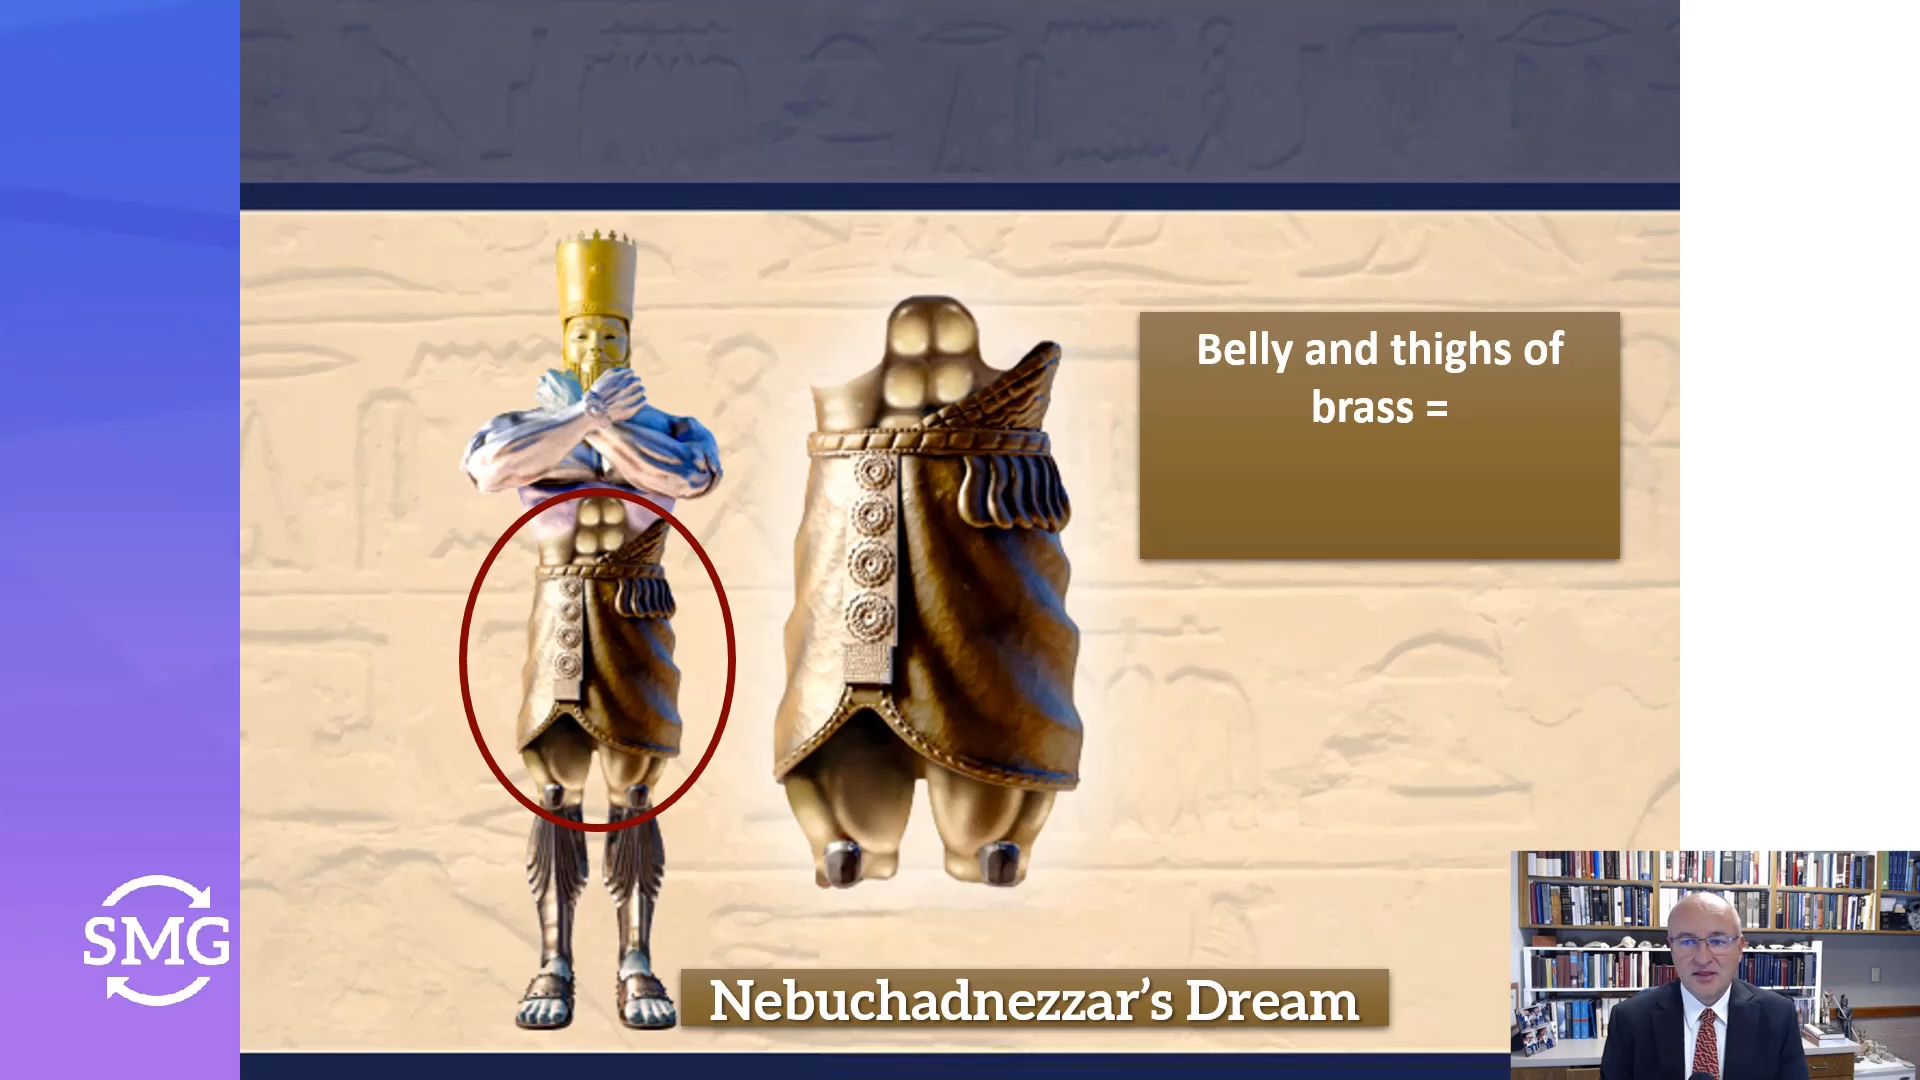 Belly and thighs of
brass =
SMG
Nebuchadnezzar's Dream